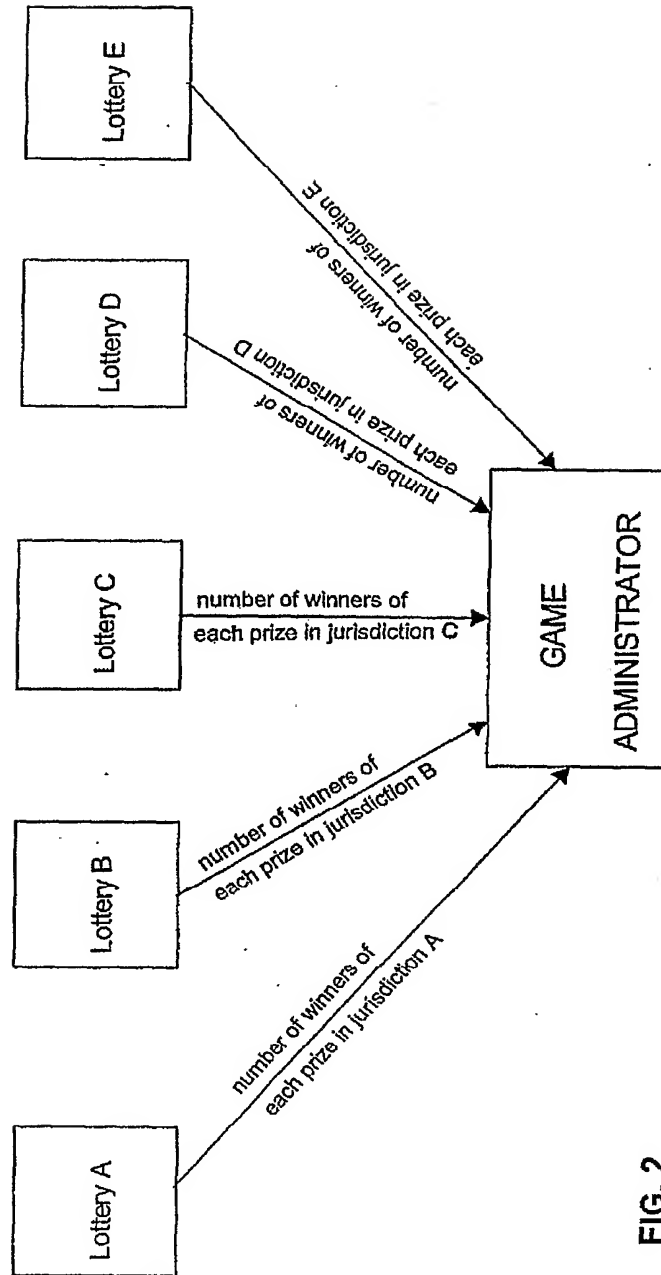 Lottery A
Lottery B
Lottery C
Lottery D
Lottery E
number of winners of
each prize in jurisdiction A
number of winners of
each prize in jurisdiction B
number of winners of
each prize in jurisdiction C
number of winners of
each prize in jurisdiction D
number of winners of
each prize in jurisdiction E
GAME
ADMINISTRATOR
FIG. 2